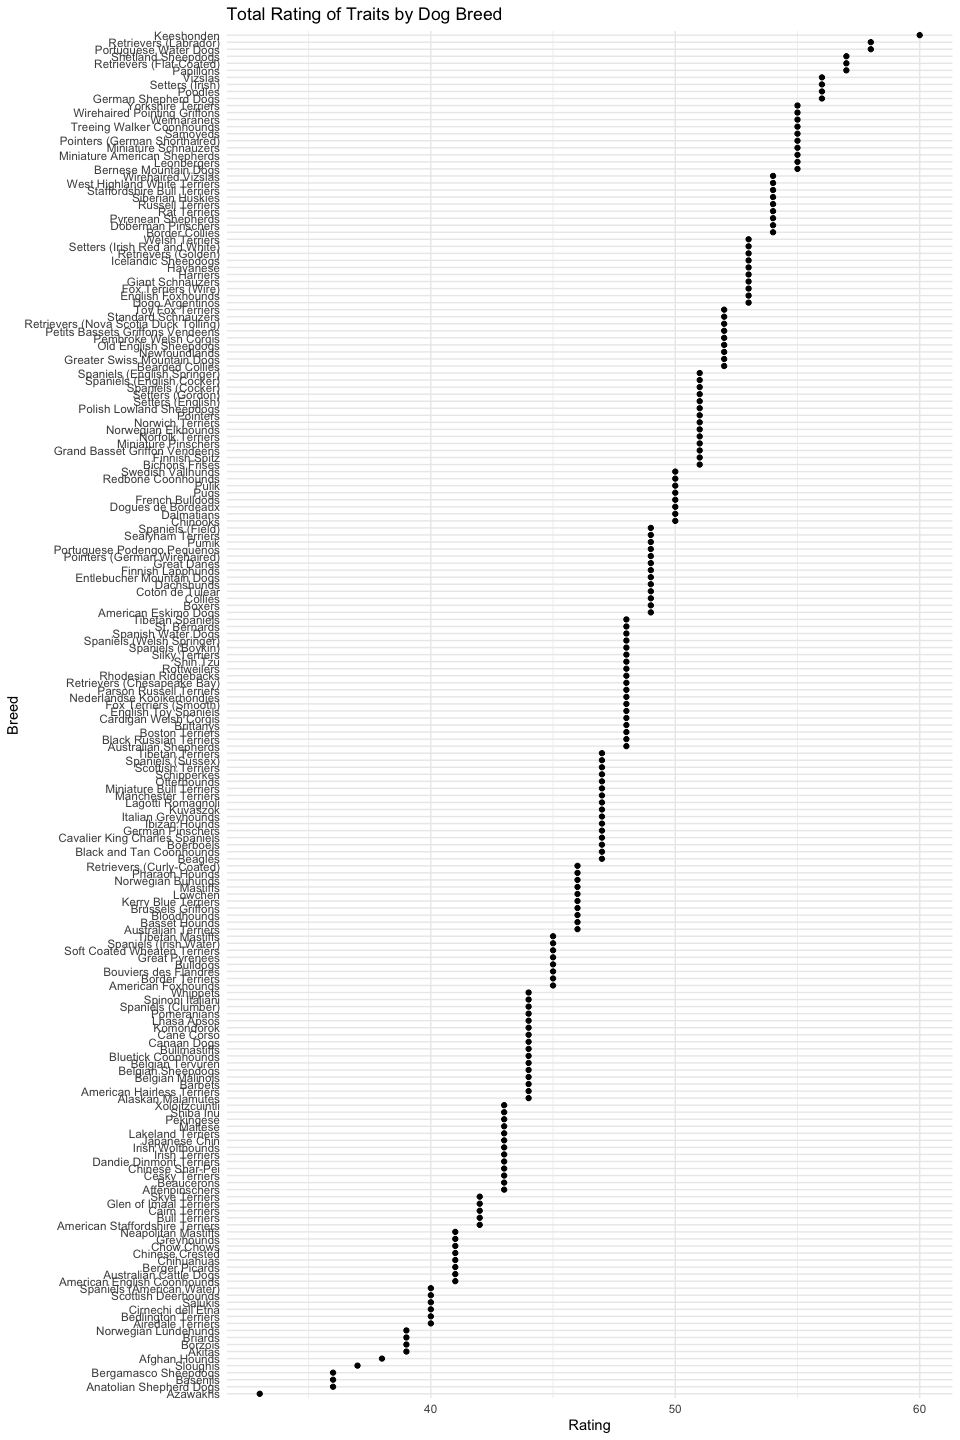 Total Rating of Traits by Dog Breed
Keeshonden
Retrievers (Labrador)
Portuguese Water Dogs
Shetland Sheepdogs
Retrievers (Flat-Coated)
Papillons
Vizslas
Setters (Irish)
Poodles
German Shepherd Dogs
Yorkshire Terriers
Wirehaired Pointing Griffons
Weimaraners
Treeing Walker Coonhounds
Samoyeds
Pointers (German Shorthaired)
Miniature Schnauzers
Miniature American Shepherds
Leonbergers
Bernese Mountain Dogs
Wirehaired Vizslas
West Highland White Terriers
Staffordshire Bull Terriers
Siberian Huskies
Russell Terriers
Rat Terriers
Pyrenean Shepherds
Doberman Pinschers
Border Collies
Welsh Terriers
Setters (Irish Red and White)
Retrievers (Golden)
Icelandic Sheepdogs
Havanese
Harriers
Giant Schnauzers
Fox Terriers (Wire)
English Foxhounds
Dogo Argentinos
Toy Fox Terriers
Standard Schnauzers
Retrievers (Nova Scotia Duck Tolling)
Petits Bassets Griffons Vendeens
Pembroke Welsh Corgis
Old English Sheepdogs
Newfoundlands
Greater Swiss Mountain Dogs
Bearded Collies
Spaniels (English Springer)
Spaniels (English Cocker)
Spaniels (Cocker)
Setters (Gordon)
Setters (English)
Polish Lowland Sheepdogs
Pointers
Norwich Terriers
Norwegian Elkhounds
Norfolk Terriers
Miniature Pinschers
Grand Basset Griffon Vendeens
Finnish Spitz
Bichons Frises
Swedish Vallhunds
Redbone Coonhounds
Pulik
Pugs
French Bulldogs
Dogues de Bordeaux
Dalmatians
Chinooks
Spaniels (Field)
Sealyham Terriers
Pumik
Portuguese Podengo Pequenos
Pointers (German Wirehaired)
Great Danes
Finnish Lapphunds
Entlebucher Mountain Dogs
Dachshunds
Coton de Tulear
Collies
Boxers
American Eskimo Dogs
Tibetan Spaniels
St. Bernards
Spanish Water Dogs
Spaniels (Welsh Springer)
Spaniels (Boykin)
Silky Terriers
Shih Tzu
Rottweilers
Rhodesian Ridgebacks
Retrievers (Chesapeake Bay)
Parson Russell Terriers
Nederlandse Kooikerhondjes
Fox Terriers (Smooth)
English Toy Spaniels
Cardigan Welsh Corgis
Brittanys
Boston Terriers
Black Russian Terriers
Australian Shepherds
Tibetan Terriers
Spaniels (Sussex)
Scottish Terriers
Schipperkes
Otterhounds
Miniature Bull Terriers
Manchester Terriers
Lagotti Romagnoli
Kuvaszok
Italian Greyhounds
Ibizan Hounds
German Pinschers
Cavalier King Charles Spaniels
Boerboels
Black and Tan Coonhounds
Beagles
Retrievers (Curly-Coated)
Pharaoh Hounds
Norwegian Buhunds
Mastiffs
Lowchen
Kerry Blue Terriers
Brussels Griffons
Bloodhounds
Basset Hounds
Australian Terriers
Tibetan Mastiffs
Spaniels (Irish Water)
Soft Coated Wheaten Terriers
Great Pyrenees
Bulldogs
Bouviers des Flandres
Border Terriers
American Foxhounds
Whippets
Spinoni Italiani
Spaniels (Clumber)
Pomeranians
Lhasa Apsos
Komondorok
Cane Corso
Canaan Dogs
Bullmastiffs
Bluetick Coonhounds
Belgian Tervuren
Belgian Sheepdogs
Belgian Malinois
Barbets
American Hairless Terriers
Alaskan Malamutes
Xoloitzcuintli
Shiba Inu
Pekingese
Maltese
Lakeland Terriers
Japanese Chin
Irish Wolfhounds
Irish Terriers
Dandie Dinmont Terriers
Chinese Shar-Pei
Cesky Terriers
Beaucerons
Affenpinschers
Skye Terriers
Glen of Imaal Terriers
Cairn Terriers
Bull Terriers
American Staffordshire Terriers
Neapolitan Mastiffs
Greyhounds
Chow Chows
Chinese Crested
Chihuahuas
Berger Picards
Australian Cattle Dogs
American English Coonhounds
Spaniels (American Water)
Scottish Deerhounds
Salukis
Cirnechi dell'Etna
Bedlington Terriers
Airedale Terriers
Norwegian Lundehunds
Briards
Borzois
Akitas
Afghan Hounds
Sloughis
Bergamasco Sheepdogs
Basenjis
Anatolian Shepherd Dogs
Azawakhs
Breed
40
50
60
Rating